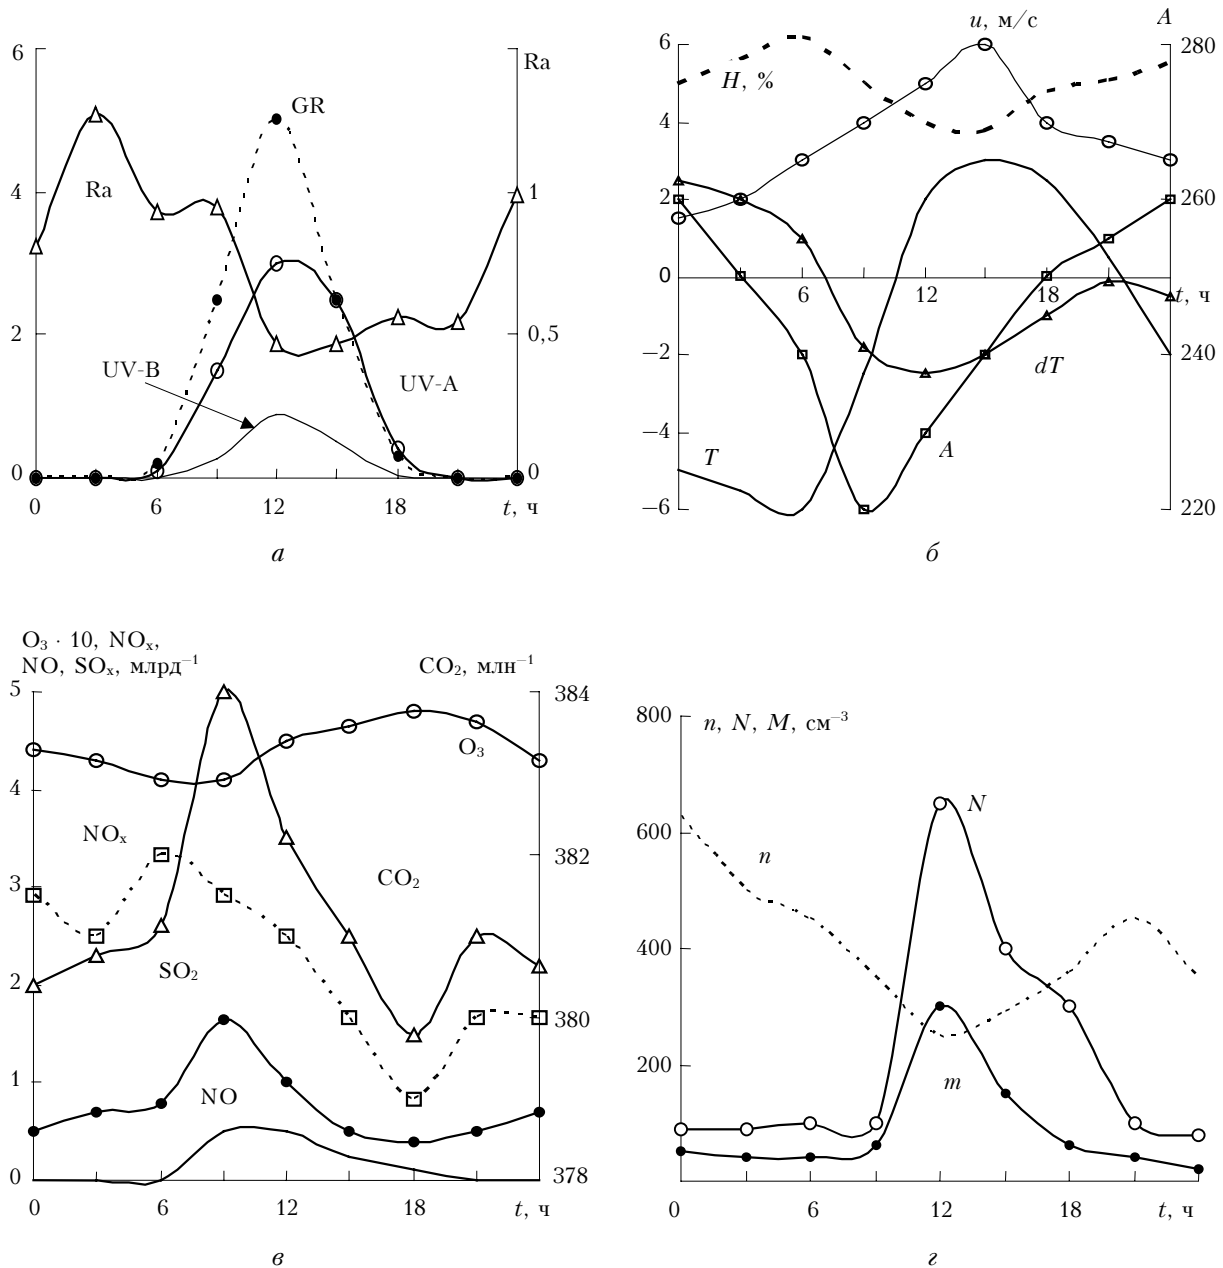 6
Ra
GR
4
Ra
1
2
0,5
UV-B
UV-A
0
0
0
6
12
18
t, ч
а
u, м/с
A
6
280
H, %
4
2
260
0
6
12
18
t, ч
−2
240
dT
−4
T
A
−6
220
б
O₃ · 10, NOₓ,
NO, SOₓ, млрд⁻¹
CO₂, млн⁻¹
5
384
O₃
4
NOₓ
382
3
CO₂
SO₂
2
380
1
NO
0
378
0
6
12
18
t, ч
в
800
n, N, M, см⁻³
N
600
n
400
200
m
0
6
12
18
t, ч
г